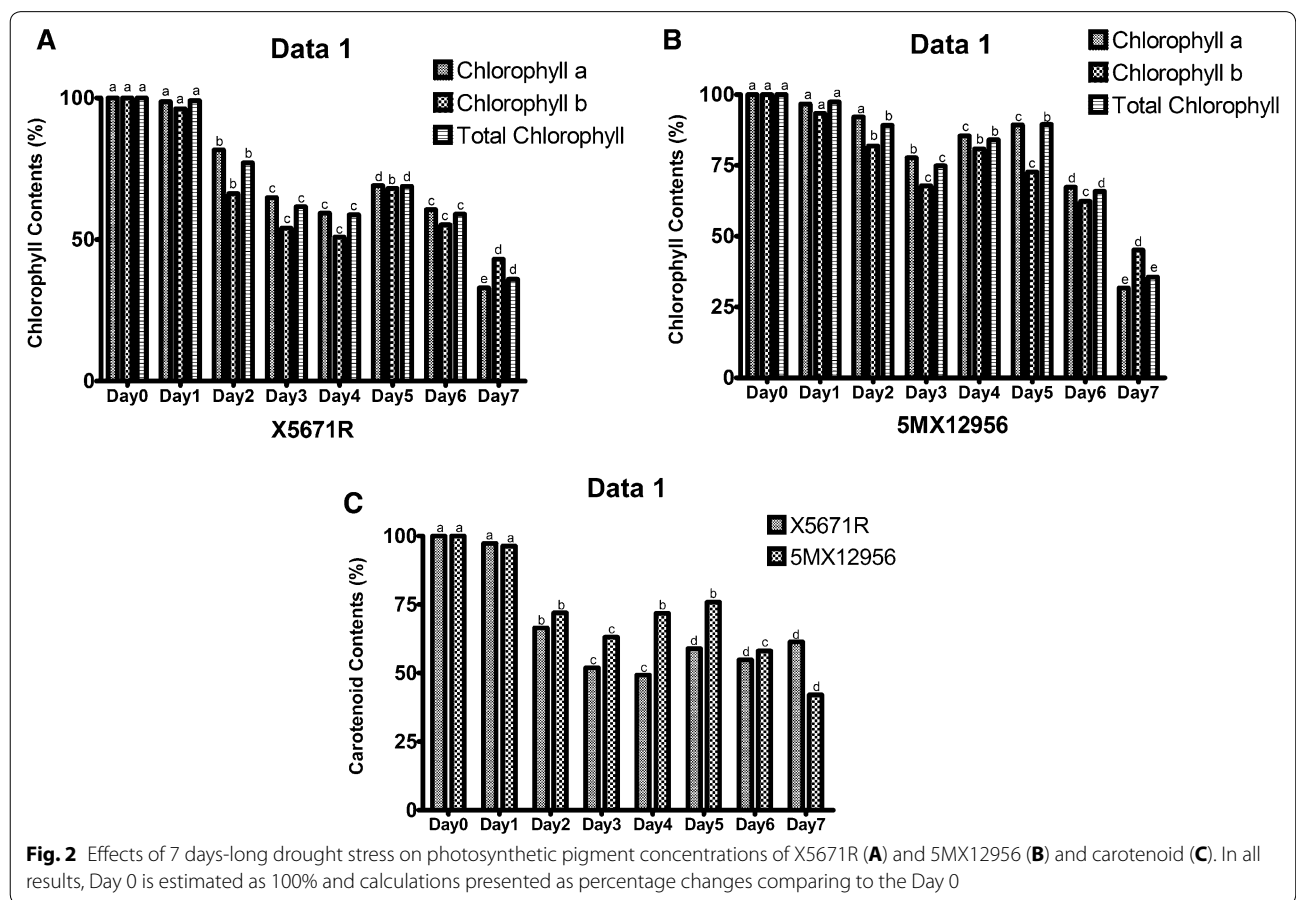 A
Data 1
Chlorophyll a
Chlorophyll b
Total Chlorophyll
Chlorophyll Contents (%)
100
50
0
a a a a a a b b b c c c c c c d b d c c c e d d
Day0 Day1 Day2 Day3 Day4 Day5 Day6 Day7
X5671R
B
Data 1
Chlorophyll a
Chlorophyll b
Total Chlorophyll
Chlorophyll Contents (%)
100
75
50
25
0
a a a a a a a b b b c c c b b c c b d c d e d e
Day0 Day1 Day2 Day3 Day4 Day5 Day6 Day7
5MX12956
C
Data 1
X5671R
5MX12956
Carotenoid Contents (%)
100
75
50
25
0
a a a a b b c c c b d b d c d d
Day0 Day1 Day2 Day3 Day4 Day5 Day6 Day7
Fig. 2 Effects of 7 days-long drought stress on photosynthetic pigment concentrations of X5671R (A) and 5MX12956 (B) and carotenoid (C). In all
results, Day 0 is estimated as 100% and calculations presented as percentage changes comparing to the Day 0